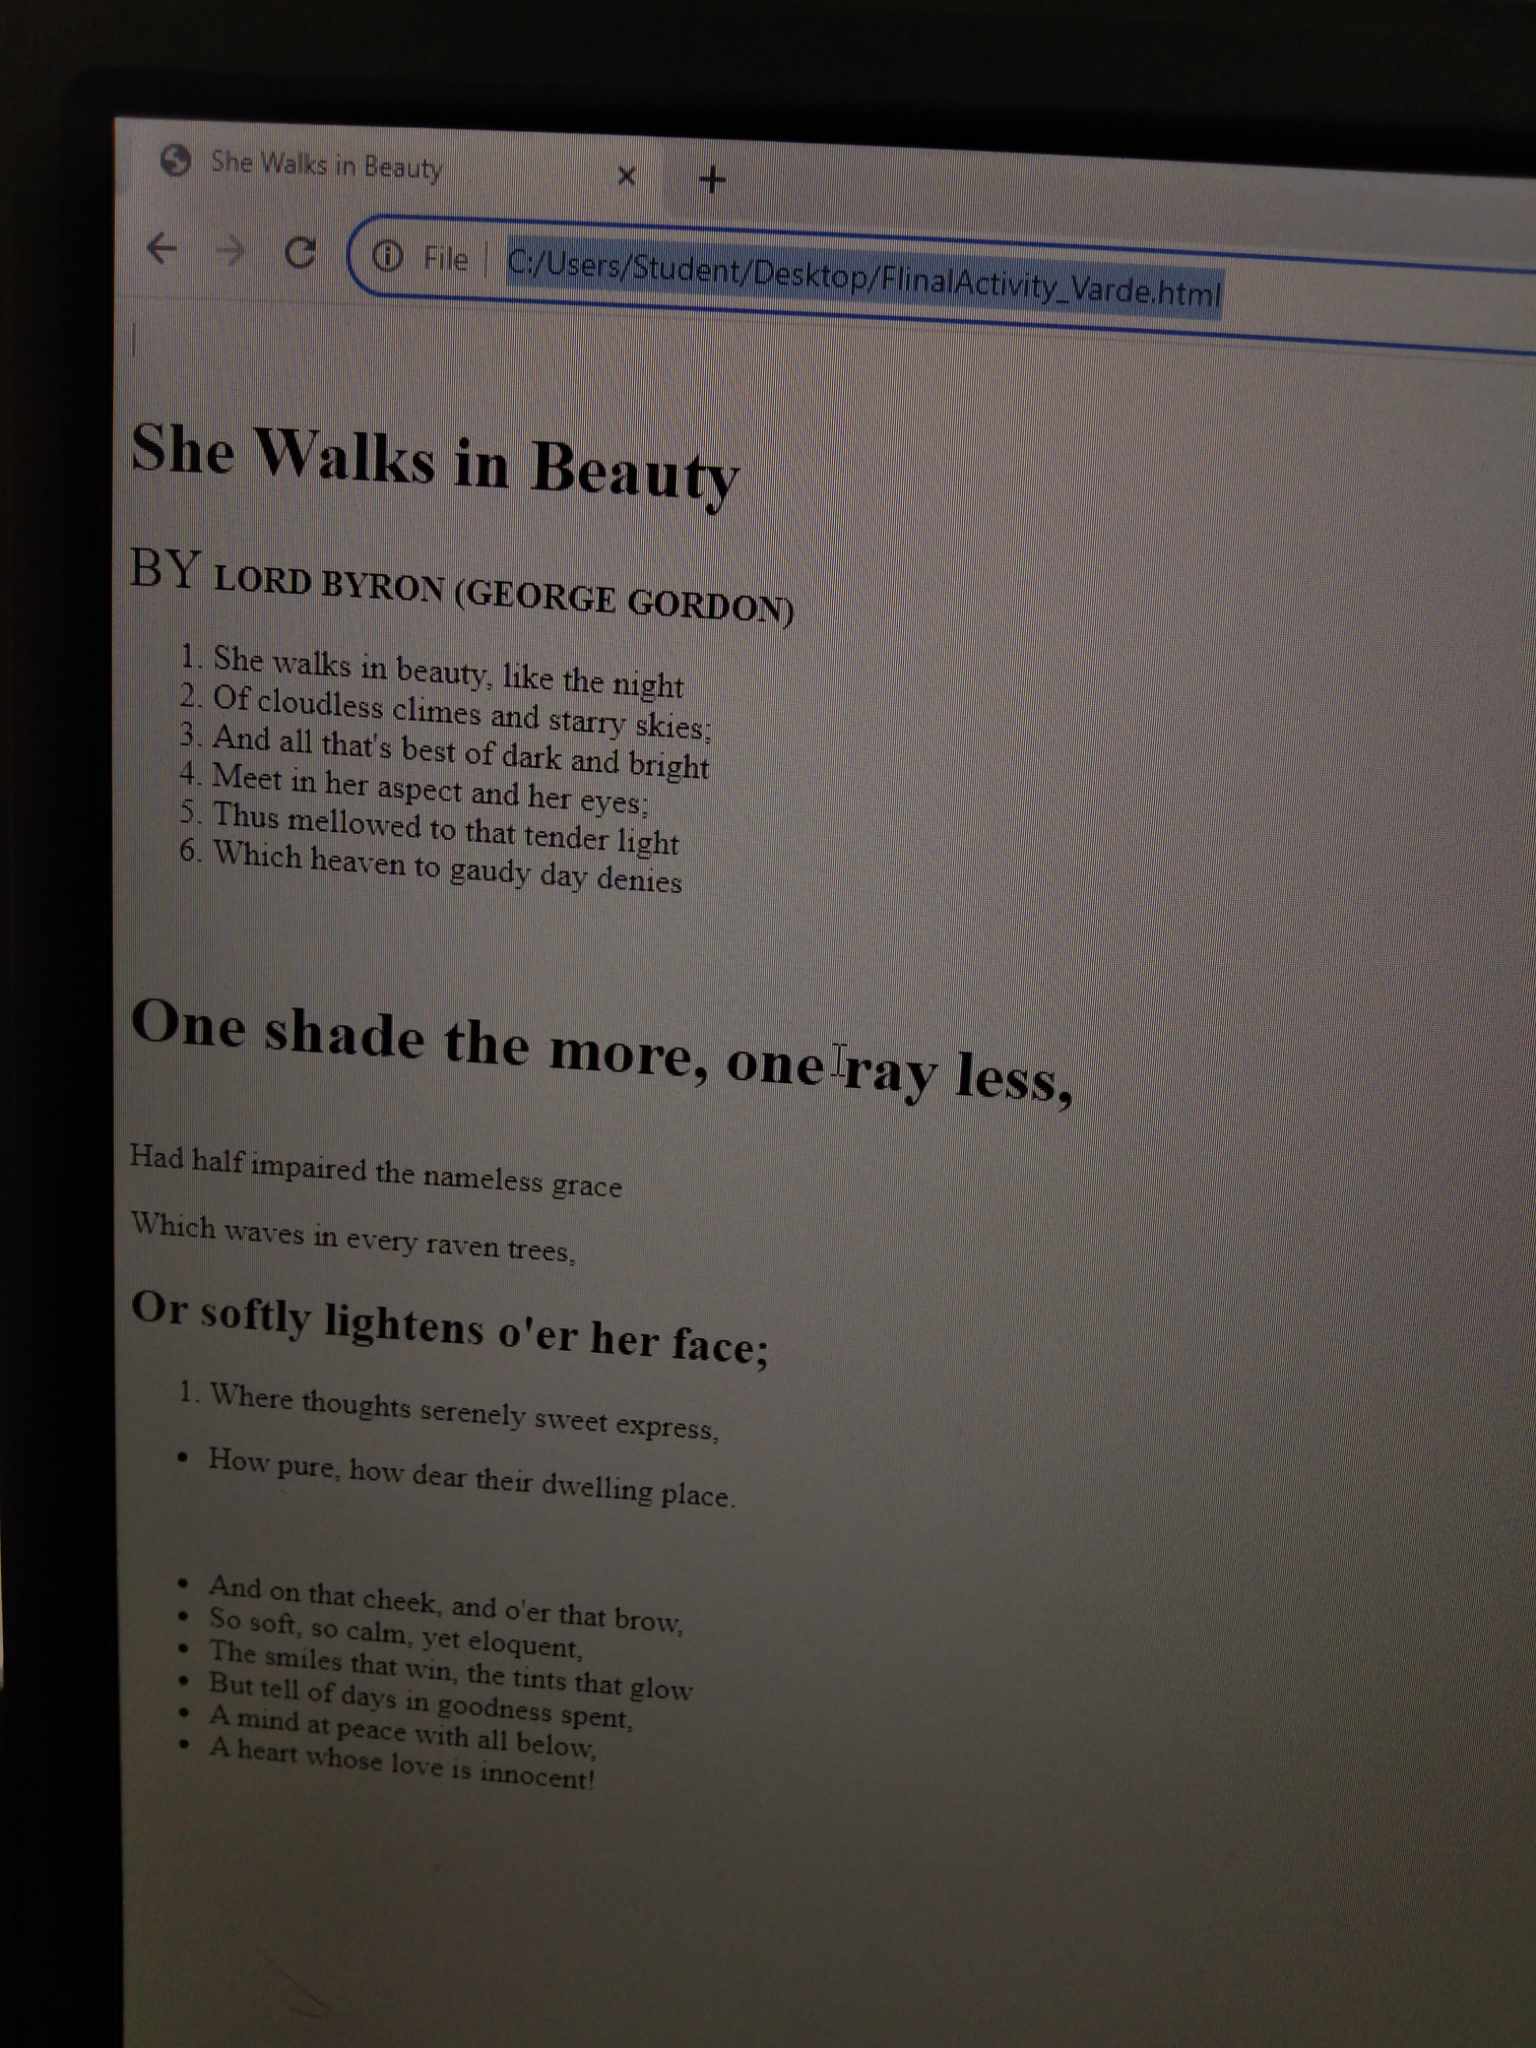 She Walks in Beauty
File C:/Users/Student/Desktop/FlinalActivity_Varde.html
She Walks in Beauty
BY LORD BYRON (GEORGE GORDON)
1. She walks in beauty, like the night
2. Of cloudless climes and starry skies;
3. And all that's best of dark and bright
4. Meet in her aspect and her eyes;
5. Thus mellowed to that tender light
6. Which heaven to gaudy day denies
One shade the more, one ray less,
Had half impaired the nameless grace
Which waves in every raven trees,
Or softly lightens o'er her face;
1. Where thoughts serenely sweet express,
• How pure, how dear their dwelling place.
• And on that cheek, and o'er that brow,
• So soft, so calm, yet eloquent,
• The smiles that win, the tints that glow
• But tell of days in goodness spent,
• A mind at peace with all below,
• A heart whose love is innocent!